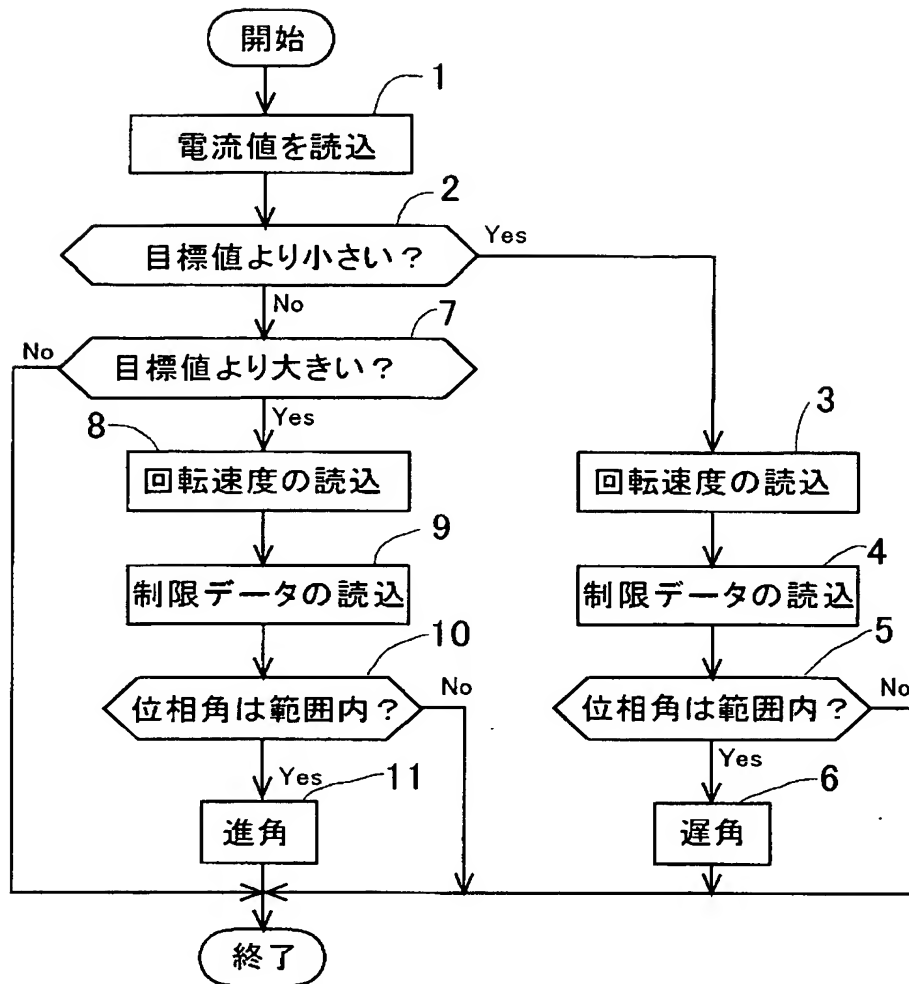 開始
1
電流値を読込
2
目標値より小さい?
Yes
No
7
No
目標値より大きい?
Yes
8
回転速度の読込
3
回転速度の読込
9
制限データの読込
4
制限データの読込
10
位相角は範囲内?
No
5
位相角は範囲内?
No
Yes
11
進角
Yes
6
遅角
終了